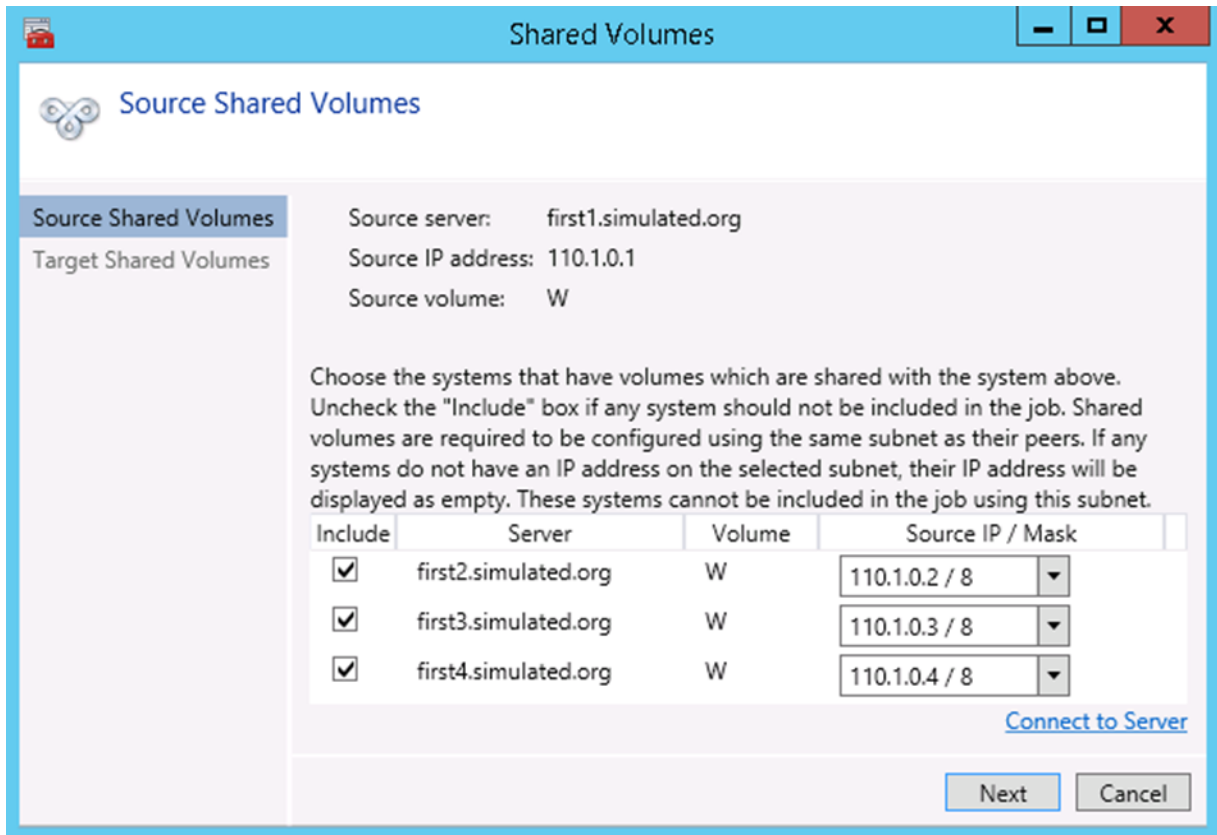 Shared Volumes
Source Shared Volumes
Source Shared Volumes
Target Shared Volumes
Source server: first1.simulated.org
Source IP address: 110.1.0.1
Source volume: W
Choose the systems that have volumes which are shared with the system above.
Uncheck the "Include" box if any system should not be included in the job. Shared
volumes are required to be configured using the same subnet as their peers. If any
systems do not have an IP address on the selected subnet, their IP address will be
displayed as empty. These systems cannot be included in the job using this subnet.
Include Server Volume Source IP / Mask
first2.simulated.org W 110.1.0.2 / 8
first3.simulated.org W 110.1.0.3 / 8
first4.simulated.org W 110.1.0.4 / 8
Connect to Server
Next Cancel